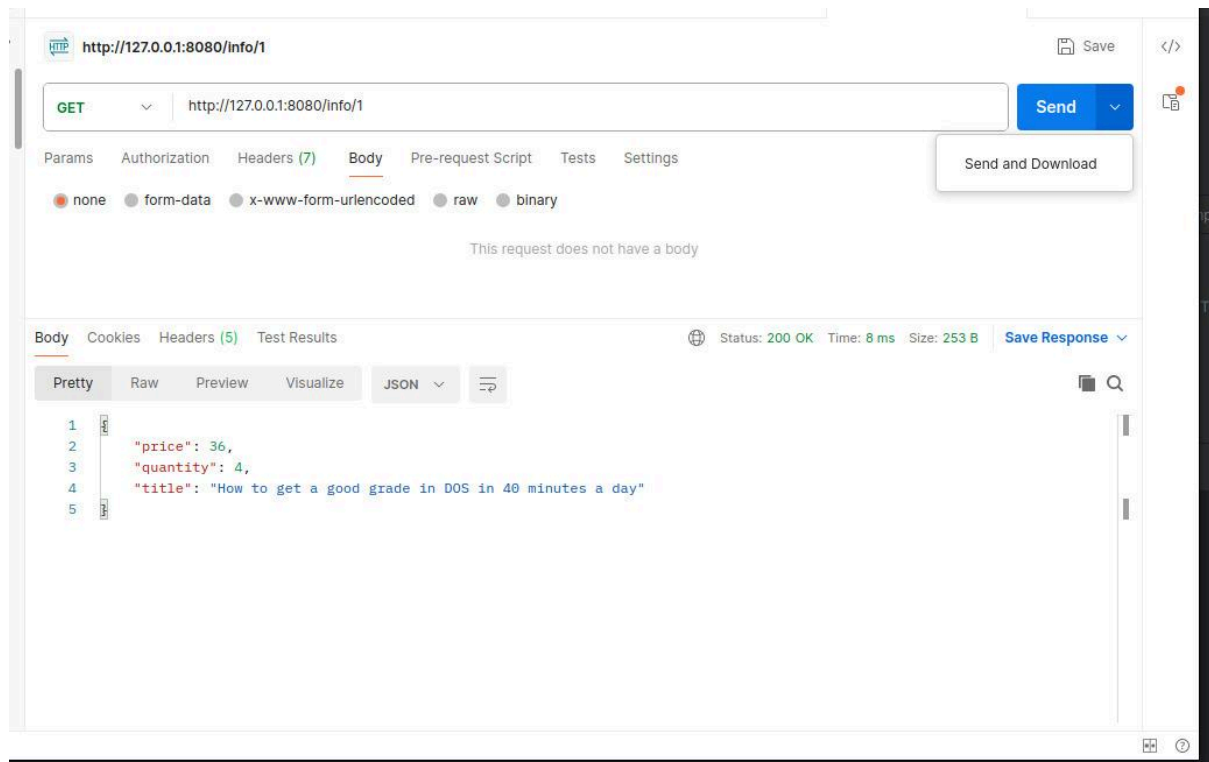 HTTP http://127.0.0.1:8080/info/1 Save </>
GET http://127.0.0.1:8080/info/1 Send
Params Authorization Headers (7) Body Pre-request Script Tests Settings
Send and Download
none form-data x-www-form-urlencoded raw binary
This request does not have a body
Body Cookies Headers (5) Test Results Status: 200 OK Time: 8 ms Size: 253 B Save Response
Pretty Raw Preview Visualize JSON
1 {
2 "price": 36,
3 "quantity": 4,
4 "title": "How to get a good grade in DOS in 40 minutes a day"
5 }